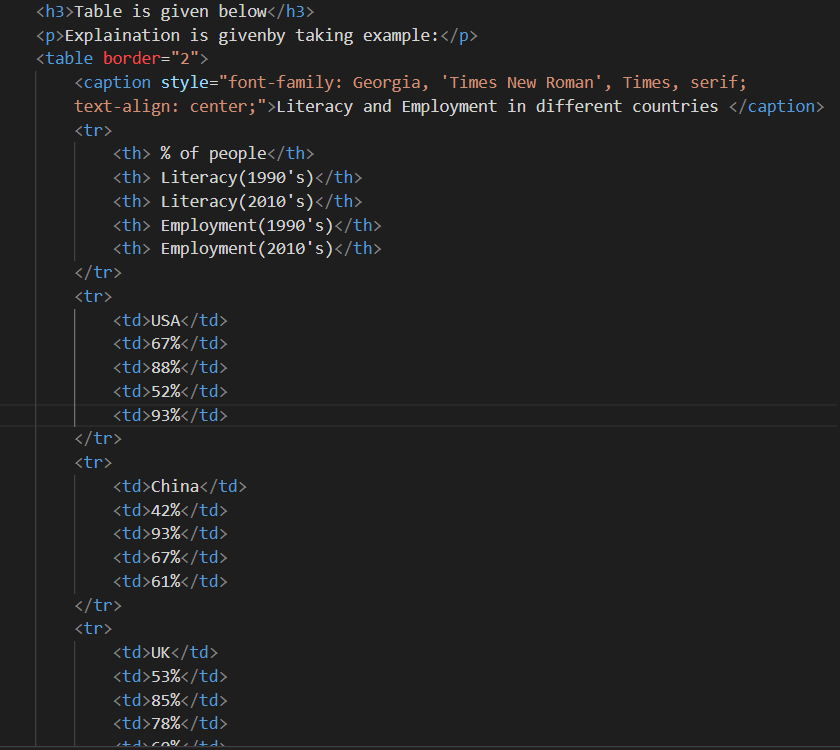 <h3>Table is given below</h3>
<p>Explaination is givenby taking example:</p>
<table border="2">
<caption style="font-family: Georgia, 'Times New Roman', Times, serif;
text-align: center;">Literacy and Employment in different countries </caption>
<tr>
<th> % of people</th>
<th> Literacy(1990's)</th>
<th> Literacy(2010's)</th>
<th> Employment(1990's)</th>
<th> Employment(2010's)</th>
</tr>
<tr>
<td>USA</td>
<td>67%</td>
<td>88%</td>
<td>52%</td>
<td>93%</td>
</tr>
<tr>
<td>China</td>
<td>42%</td>
<td>93%</td>
<td>67%</td>
<td>61%</td>
</tr>
<tr>
<td>UK</td>
<td>53%</td>
<td>85%</td>
<td>78%</td>